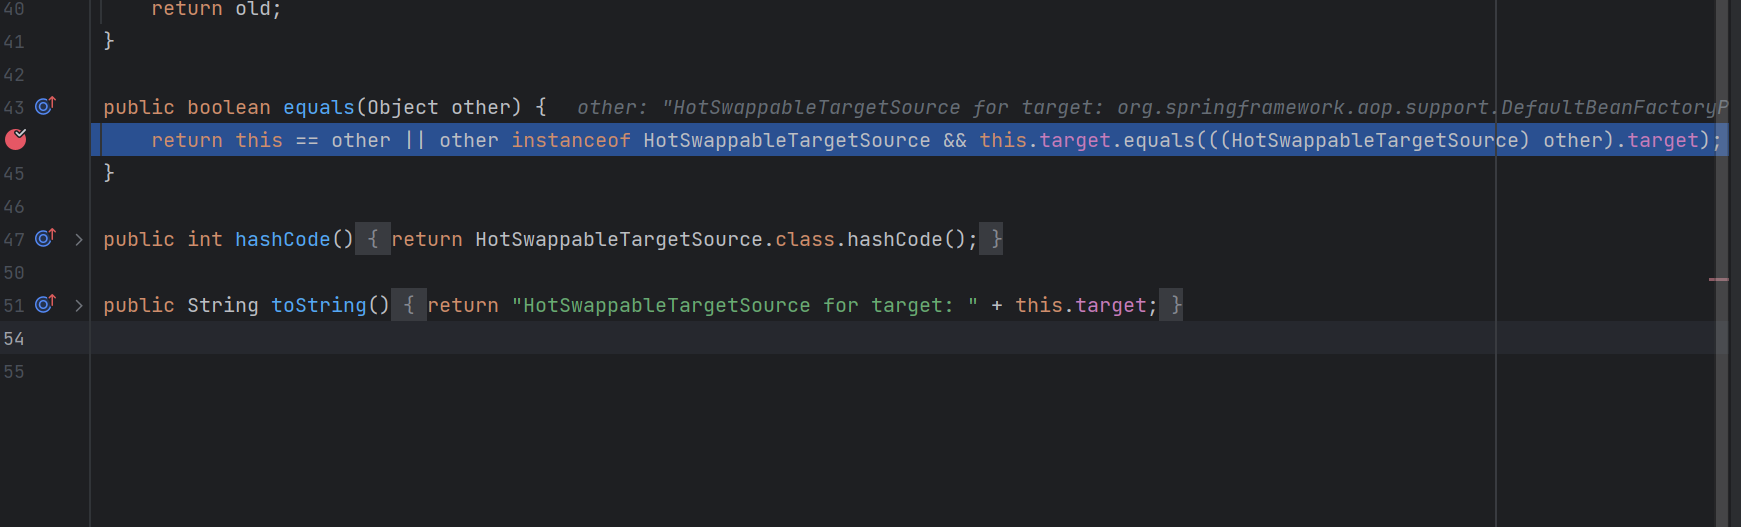 40 return old;
41 }
42
43 public boolean equals(Object other) { other: "HotSwappableTargetSource for target: org.springframework.aop.support.DefaultBeanFactoryP
return this == other || other instanceof HotSwappableTargetSource && this.target.equals(((HotSwappableTargetSource) other).target);
45 }
46
47 public int hashCode() { return HotSwappableTargetSource.class.hashCode(); }
50
51 public String toString() { return "HotSwappableTargetSource for target: " + this.target; }
54
55